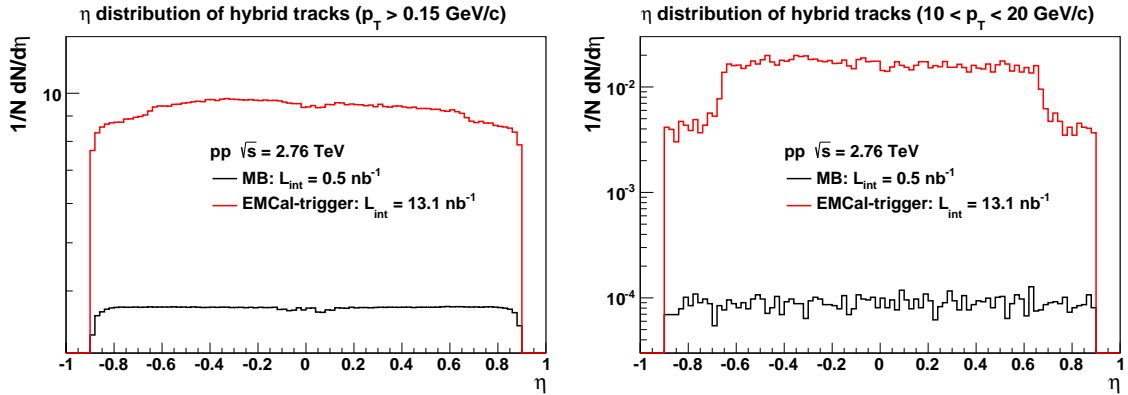 η distribution of hybrid tracks (p_T > 0.15 GeV/c)
1/N dN/dη
10
pp √s = 2.76 TeV
MB: L_int = 0.5 nb⁻¹
EMCal-trigger: L_int = 13.1 nb⁻¹
-1 -0.8 -0.6 -0.4 -0.2 0 0.2 0.4 0.6 0.8 1
η
η distribution of hybrid tracks (10 < p_T < 20 GeV/c)
1/N dN/dη
10⁻²
10⁻³
10⁻⁴
pp √s = 2.76 TeV
MB: L_int = 0.5 nb⁻¹
EMCal-trigger: L_int = 13.1 nb⁻¹
-1 -0.8 -0.6 -0.4 -0.2 0 0.2 0.4 0.6 0.8 1
η